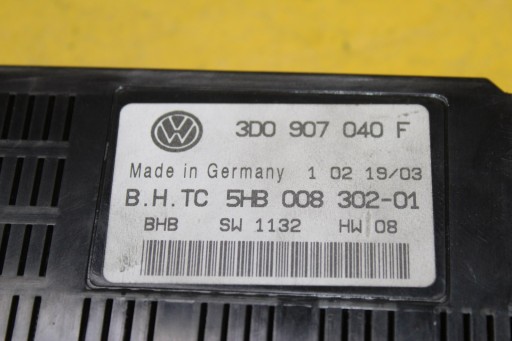 VW
3D0 907 040 F
Made in Germany 1 02 19/03
B.H.TC 5HB 008 302-01
BHB SW 1132 HW 08